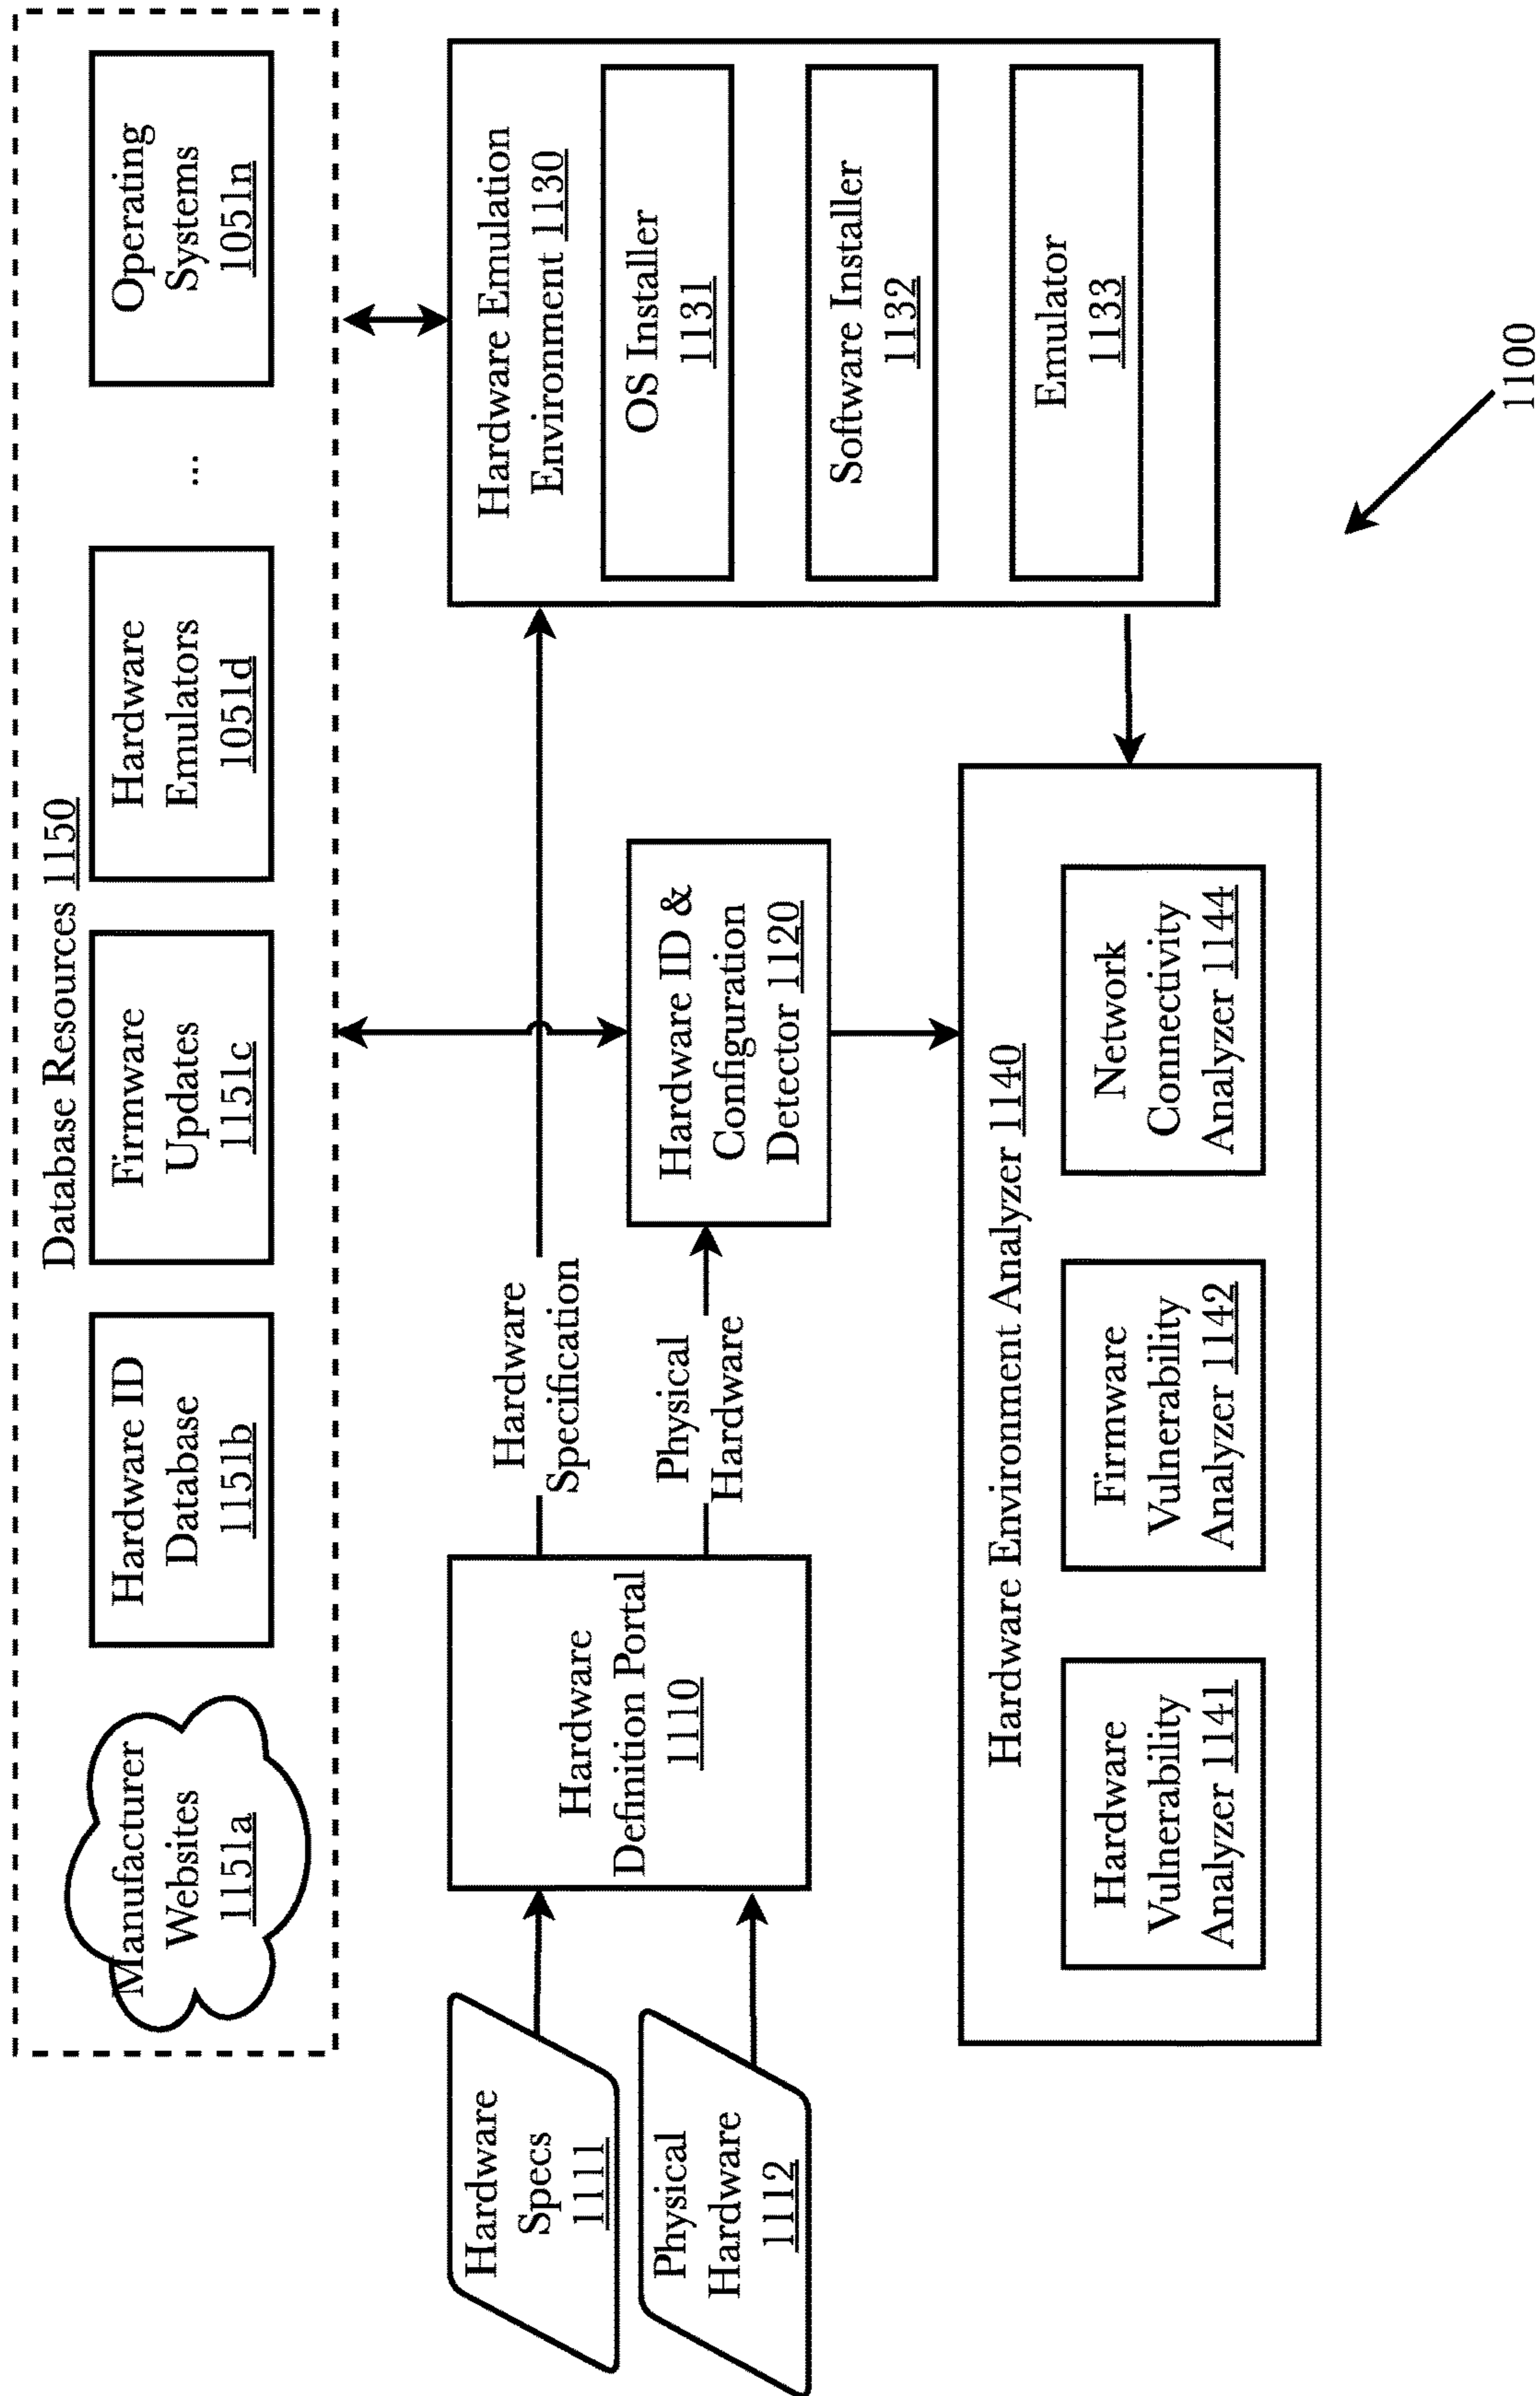 Database Resources 1150
Manufacturer
Websites
1151a
Hardware ID
Database
1151b
Firmware
Updates
1151c
Hardware
Emulators
1051d
...
Operating
Systems
1051n
Hardware
Specs
1111
Physical
Hardware
1112
Hardware
Definition Portal
1110
Hardware
Specification
Physical
Hardware
Hardware ID &
Configuration
Detector 1120
Hardware Emulation
Environment 1130
OS Installer
1131
Software Installer
1132
Emulator
1133
Hardware Environment Analyzer 1140
Hardware
Vulnerability
Analyzer 1141
Firmware
Vulnerability
Analyzer 1142
Network
Connectivity
Analyzer 1144
1100